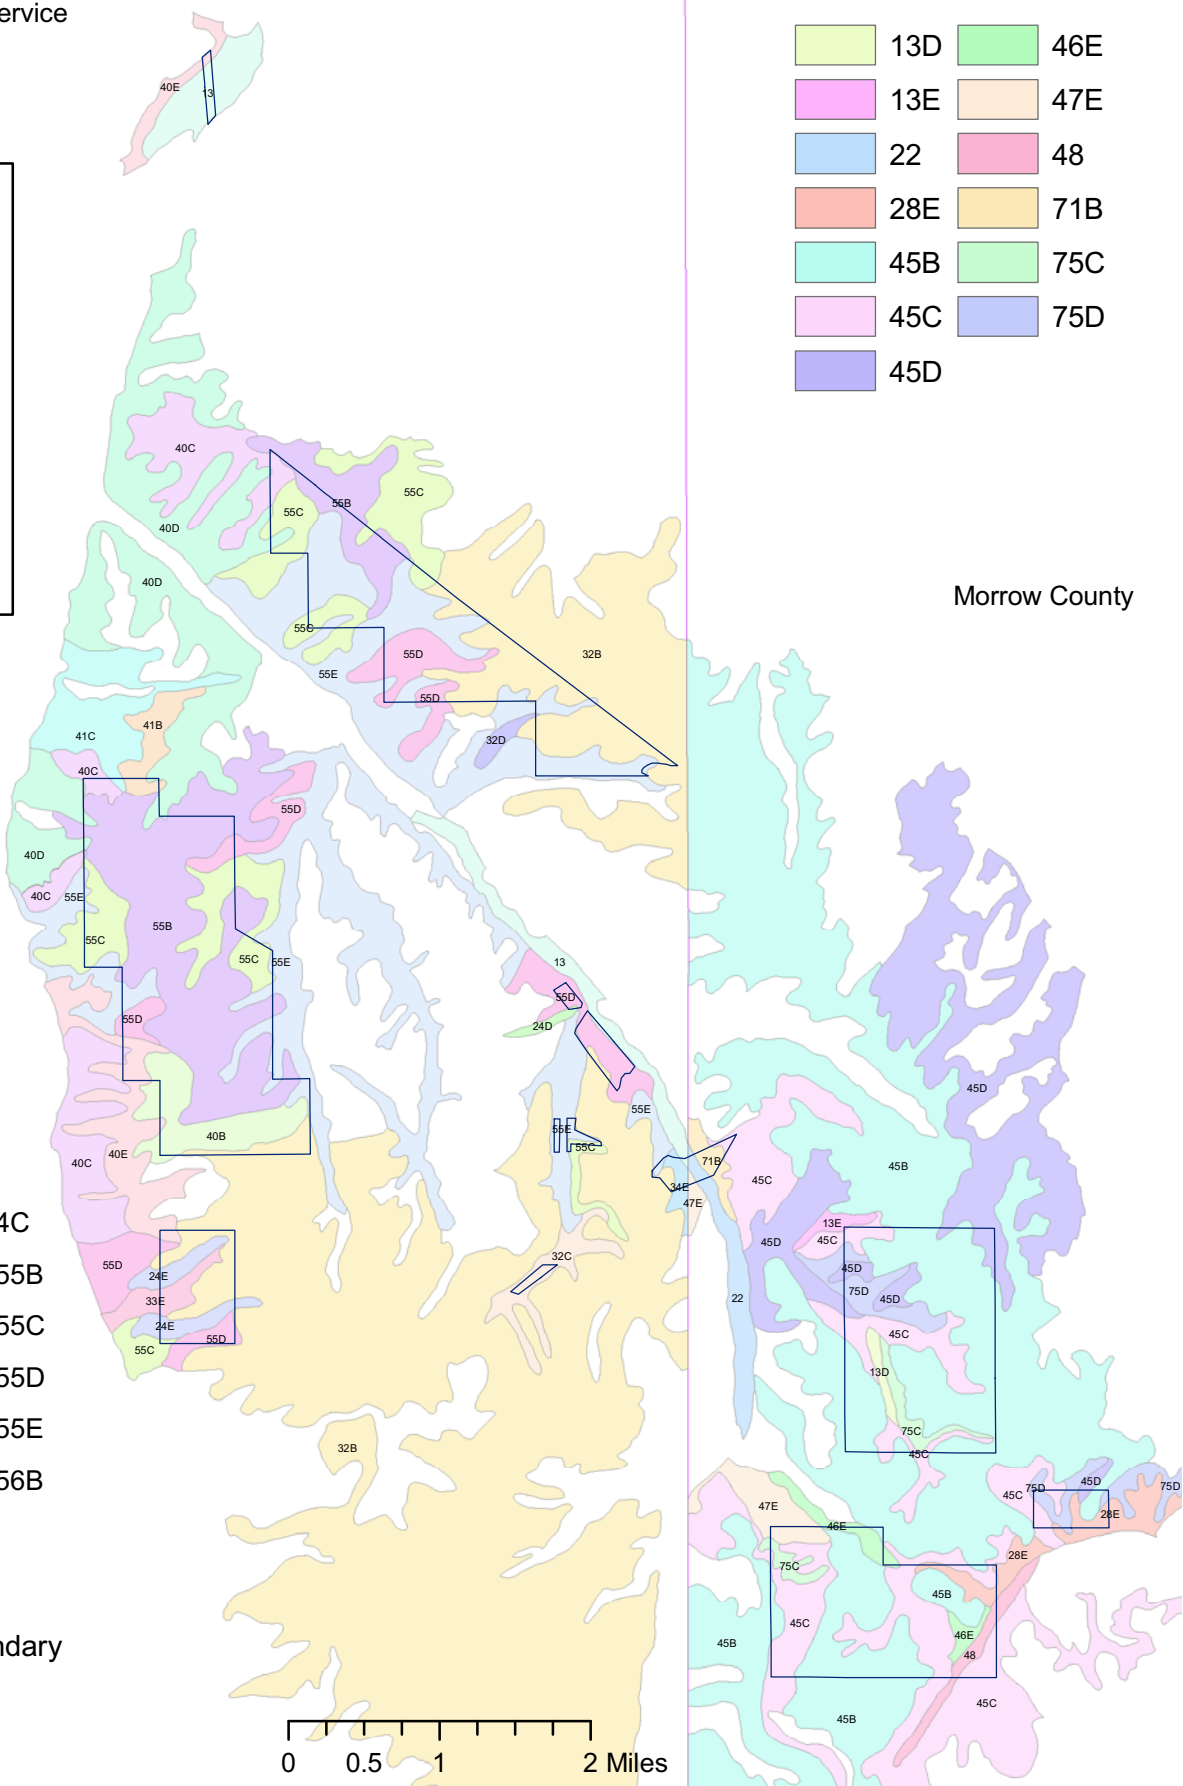 ervice
13D
46E
13E
47E
22
48
28E
71B
45B
75C
45C
75D
45D
Morrow County
40E
13
40C
55B
55C
55C
40D
40D
55C
55D
32B
55E
55D
41B
41C
32D
40C
55D
40D
40C
55E
55B
55C
55C
55E
13
55D
55D
24D
45D
55E
55E
55C
40B
40E
40C
71B
45B
45C
34E
47E
4C
13E
45C
45D
32C
55D
24E
45D
75D
45D
55B
33E
22
24E
55D
55C
45C
55C
13D
55D
75C
55E
32B
45C
56B
45D
75D
75D
45C
47E
28E
46E
28E
75C
45B
45C
46E
45B
48
ndary
45C
45B
0 0.5 1 2 Miles